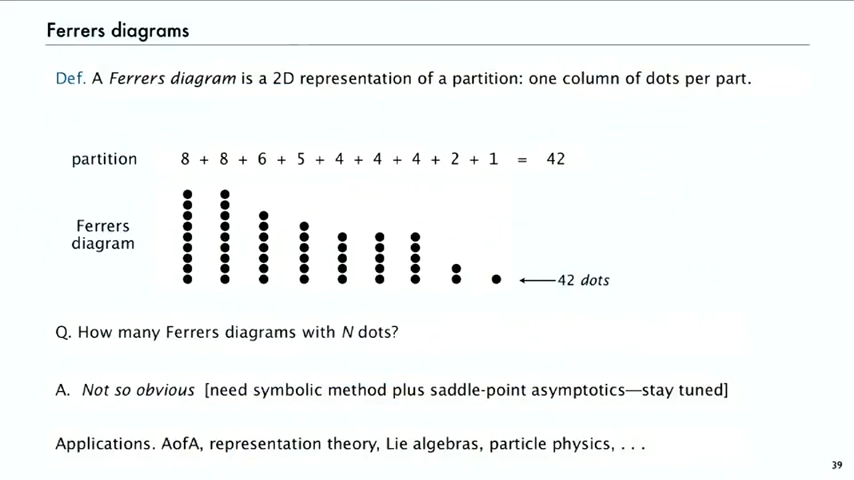 Ferrers diagrams
Def. A Ferrers diagram is a 2D representation of a partition: one column of dots per part.
partition 8 + 8 + 6 + 5 + 4 + 4 + 4 + 2 + 1 = 42
Ferrers
diagram
42 dots
Q. How many Ferrers diagrams with N dots?
A. Not so obvious [need symbolic method plus saddle-point asymptotics—stay tuned]
Applications. AofA, representation theory, Lie algebras, particle physics, . . .
39